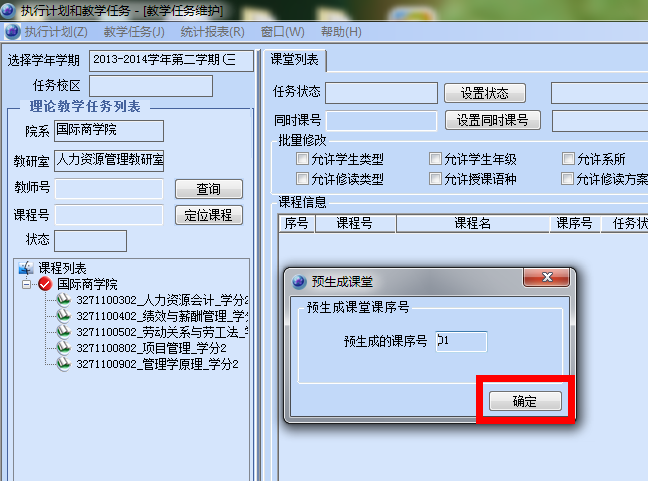 执行计划和教学任务 - [教学任务维护]
执行计划(X) 教学任务(J) 统计报表(R) 窗口(W) 帮助(H)
选择学年学期 2013-2014学年第二学期(三
任务校区
理论教学任务列表
院系 国际商学院
教研室 人力资源管理教研室
教师号 查询
课程号 定位课程
状态
课程列表
国际商学院
3271100302_人力资源会计_学分2
3271100402_绩效与薪酬管理_学分
3271100502_劳动关系与劳工法_学
3271100802_项目管理_学分2
3271100902_管理学原理_学分2
课堂列表
任务状态 设置状态
同时课号 设置同时课号
批量修改
允许学生类型 允许学生年级 允许系所
允许修读类型 允许授课语种 允许修读方案
课程信息
序号 课程号 课程名 课序号 任务状
预生成课堂
预生成课堂课序号
预生成的课序号 01
确定